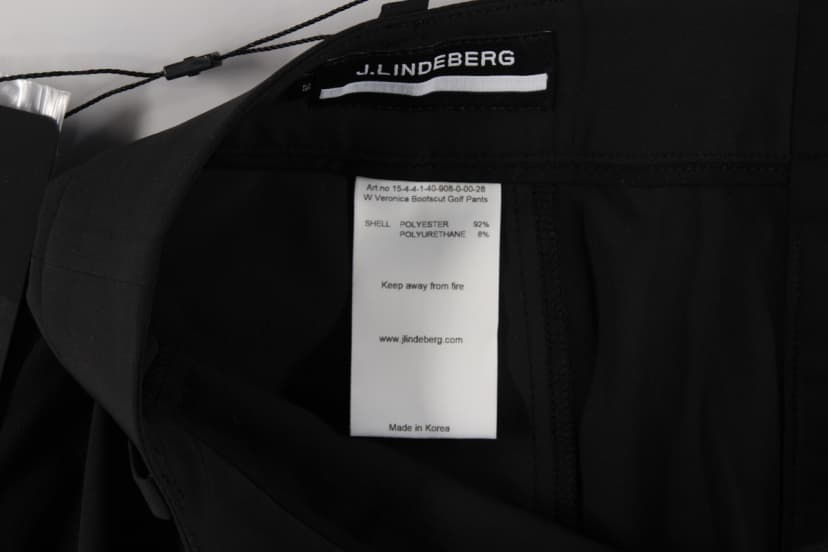 J.LINDEBERG
Art.no 15-4-4-1-40-908-0-00-28
W Veronica Bootscut Golf Pants
SHELL POLYESTER 92%
POLYURETHANE 8%
Keep away from fire
www.jlindeberg.com
Made in Korea